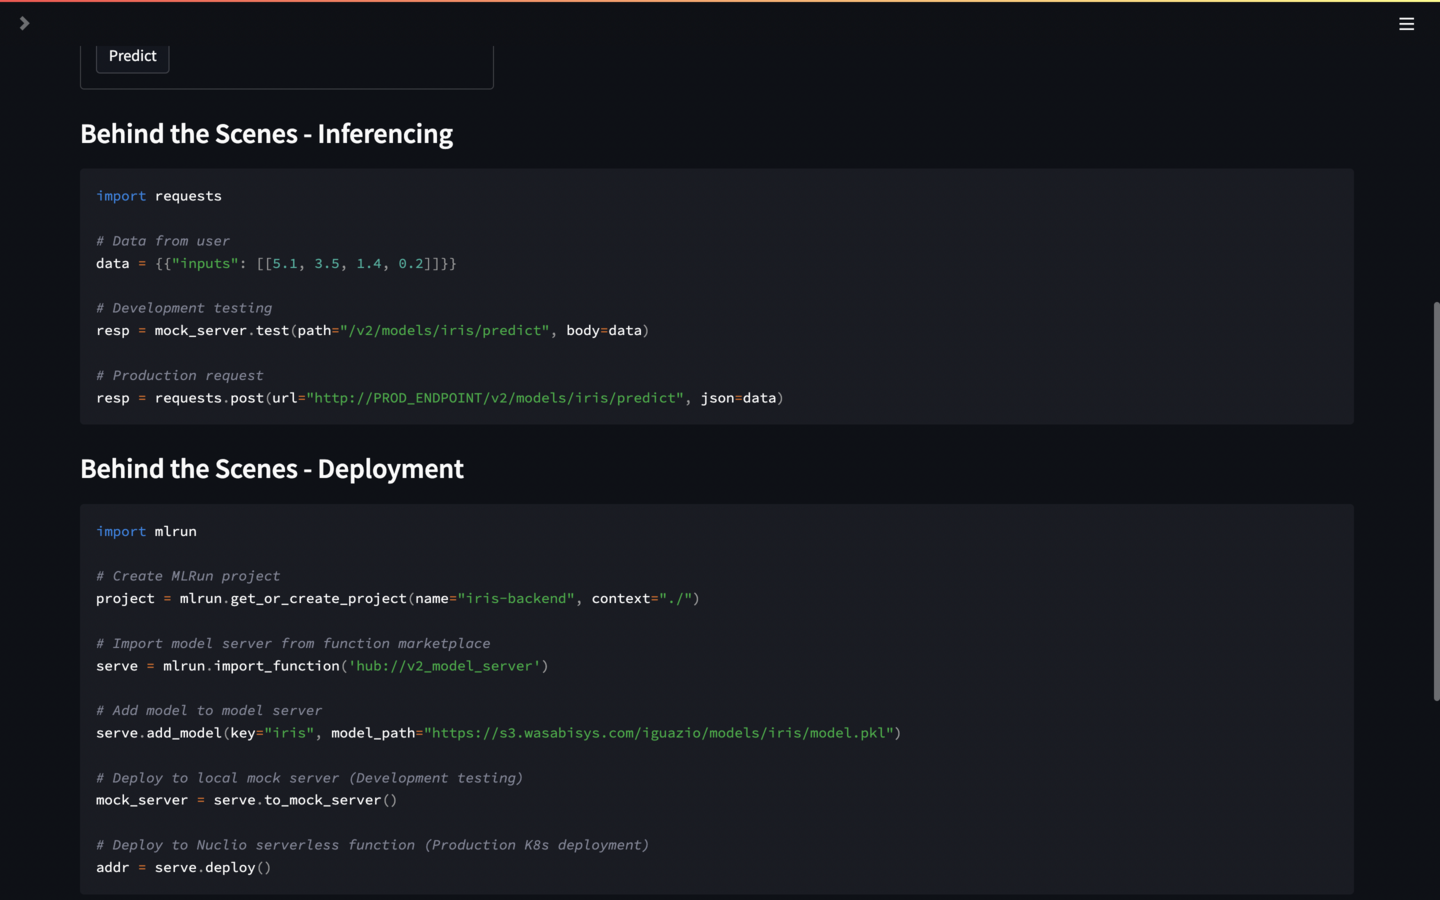 Predict
Behind the Scenes - Inferencing
import requests
# Data from user
data = {{"inputs": [[5.1, 3.5, 1.4, 0.2]]}}
# Development testing
resp = mock_server.test(path="/v2/models/iris/predict", body=data)
# Production request
resp = requests.post(url="http://PROD_ENDPOINT/v2/models/iris/predict", json=data)
Behind the Scenes - Deployment
import mlrun
# Create MLRun project
project = mlrun.get_or_create_project(name="iris-backend", context="./")
# Import model server from function marketplace
serve = mlrun.import_function('hub://v2_model_server')
# Add model to model server
serve.add_model(key="iris", model_path="https://s3.wasabisys.com/iguazio/models/iris/model.pkl")
# Deploy to local mock server (Development testing)
mock_server = serve.to_mock_server()
# Deploy to Nuclio serverless function (Production K8s deployment)
addr = serve.deploy()